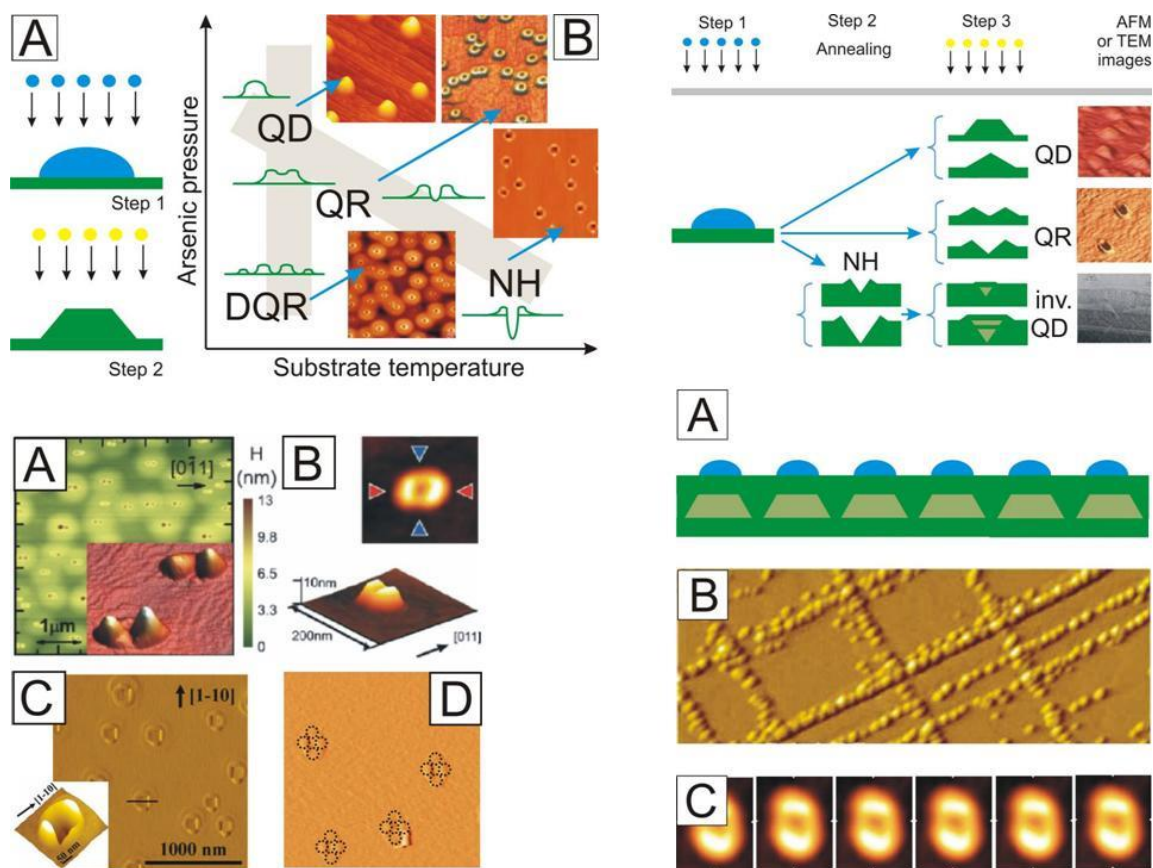 A
B
Step 1
Step 2
Arsenic pressure
QD
QR
DQR
NH
Substrate temperature
Step 1
Step 2
Annealing
Step 3
AFM
or TEM
images
QD
QR
NH
inv.
QD
A
[01̄1]
H
(nm)
13
9.8
6.5
3.3
0
1μm
B
10nm
200nm
[011]
C
[1-10]
[1-10]
1000 nm
D
A
B
C